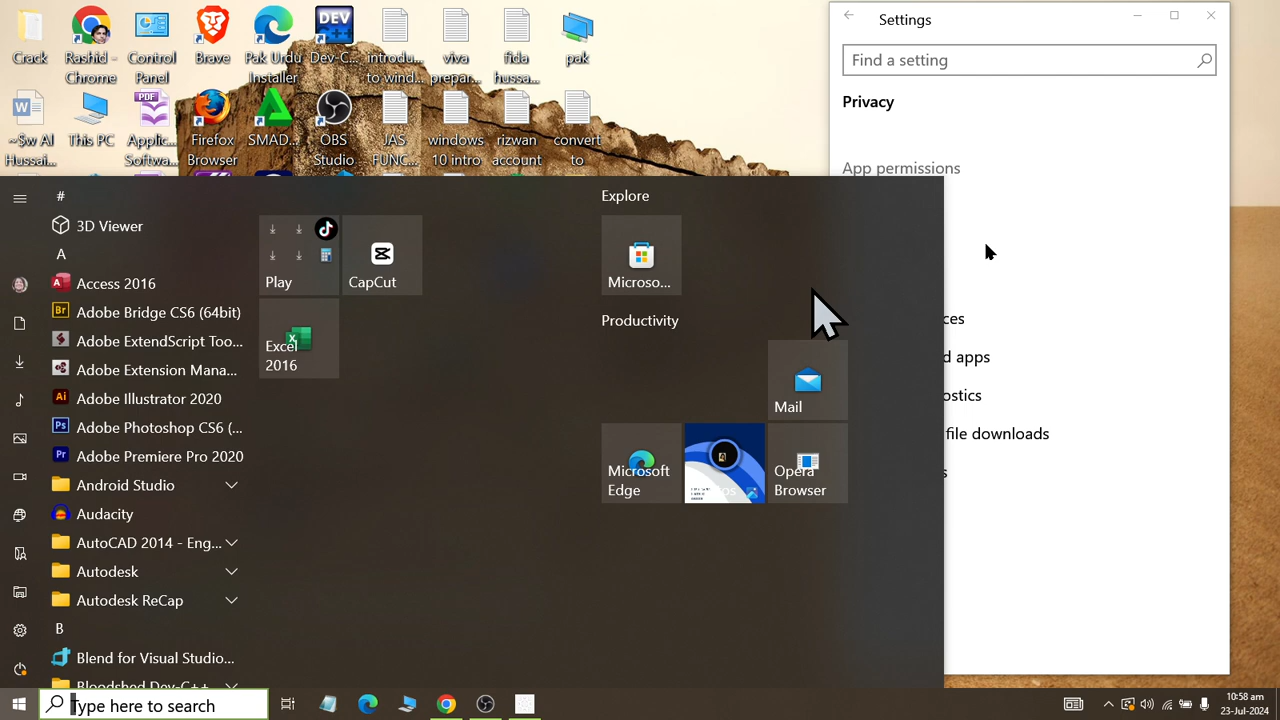 Crack
Rashid -
Chrome
Control
Panel
Brave
Pak Urdu
Installer
DEV
Dev-C...
introdu...
to wind...
viva
prepar...
fida
hussa...
pak
~$w Al
Hussai...
This PC
PDF
Applic...
Softwa...
Firefox
Browser
SMAD...
OBS
Studio
JAS
FUNC...
windows
10 intro
rizwan
account
convert
to
Settings
Find a setting
Privacy
App permissions
ces
d apps
ostics
file downloads
s
#
3D Viewer
A
Access 2016
Adobe Bridge CS6 (64bit)
Adobe ExtendScript Too...
Adobe Extension Mana...
Adobe Illustrator 2020
Adobe Photoshop CS6 (...
Adobe Premiere Pro 2020
Android Studio
Audacity
AutoCAD 2014 - Eng...
Autodesk
Autodesk ReCap
B
Blend for Visual Studio...
Bloodshed Dev-C++
Play
CapCut
Excel
2016
Explore
Microso...
Productivity
Mail
Microsoft
Edge
Opera
Browser
Type here to search
10:58 am
23-Jul-2024